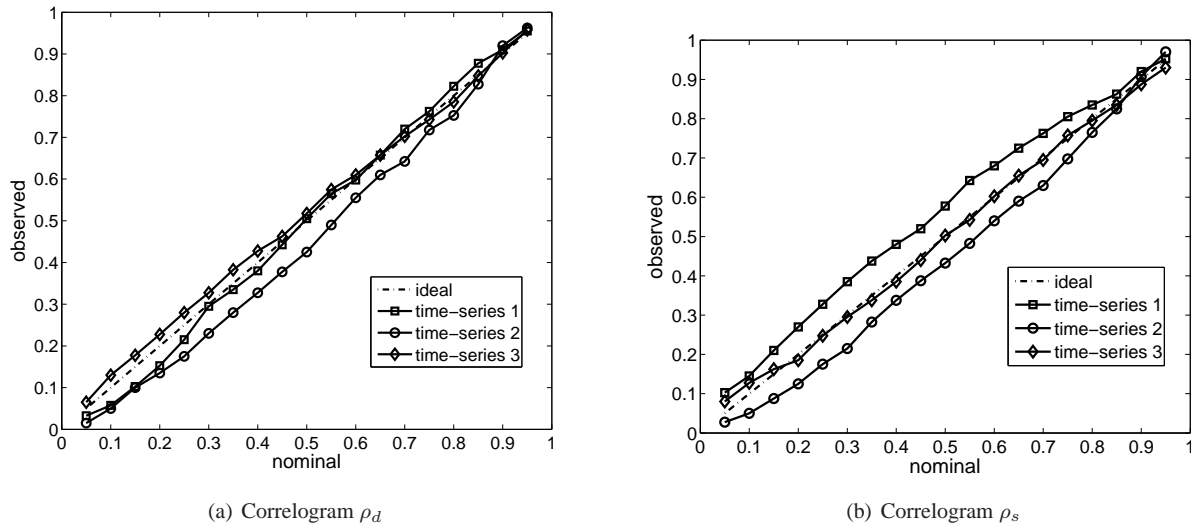 1
0.9
0.8
0.7
0.6
0.5
0.4
0.3
0.2
0.1
0
observed
0 0.1 0.2 0.3 0.4 0.5 0.6 0.7 0.8 0.9 1
nominal
ideal
time−series 1
time−series 2
time−series 3
(a) Correlogram ρd
1
0.9
0.8
0.7
0.6
0.5
0.4
0.3
0.2
0.1
0
observed
0 0.1 0.2 0.3 0.4 0.5 0.6 0.7 0.8 0.9 1
nominal
ideal
time−series 1
time−series 2
time−series 3
(b) Correlogram ρs